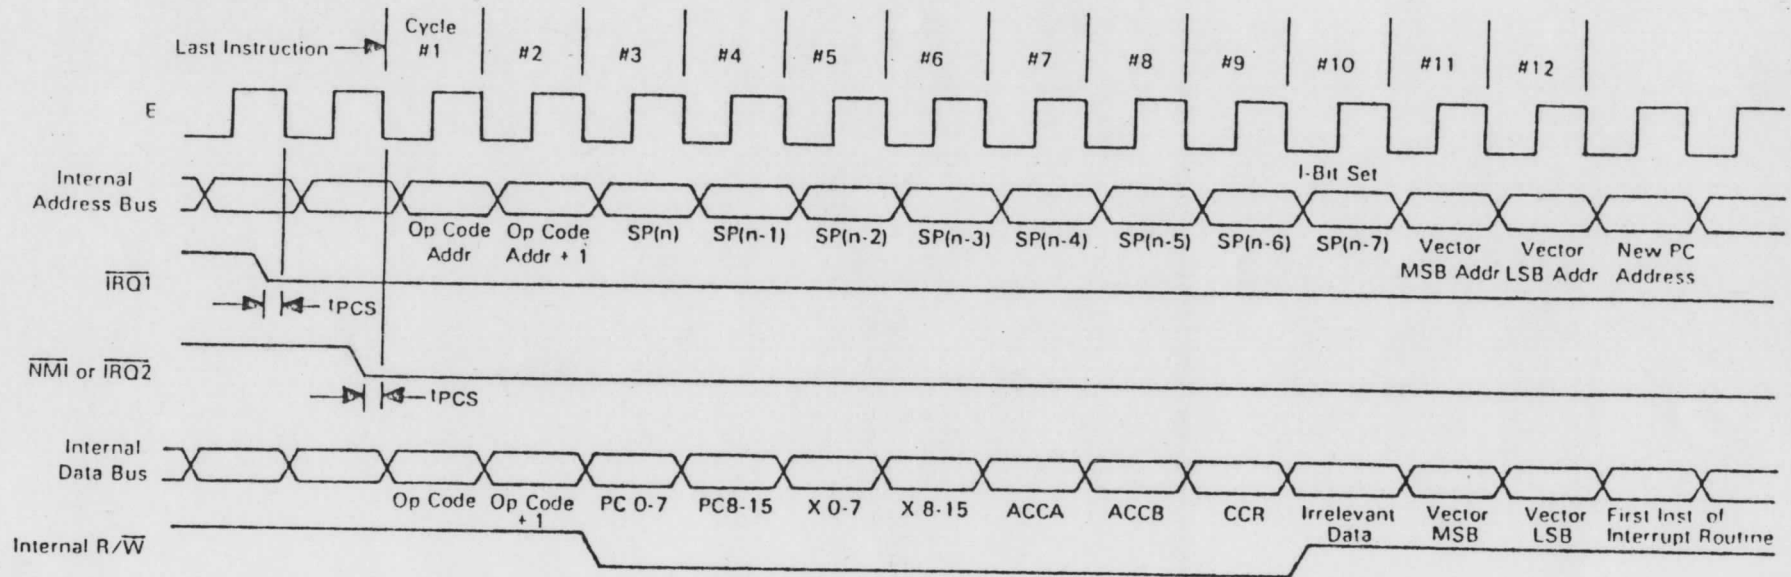 Last Instruction
Cycle
#1 #2 #3 #4 #5 #6 #7 #8 #9 #10 #11 #12
E
I-Bit Set
Internal
Address Bus
Op Code
Addr
Op Code
Addr + 1
SP(n)
SP(n-1)
SP(n-2)
SP(n-3)
SP(n-4)
SP(n-5)
SP(n-6)
SP(n-7)
Vector
MSB Addr
Vector
LSB Addr
New PC
Address
IRQ1
tPCS
NMI or IRQ2
tPCS
Internal
Data Bus
Op Code
Op Code
+ 1
PC 0-7
PC8-15
X 0-7
X 8-15
ACCA
ACCB
CCR
Irrelevant
Data
Vector
MSB
Vector
LSB
First Inst of
Interrupt Routine
Internal R/W